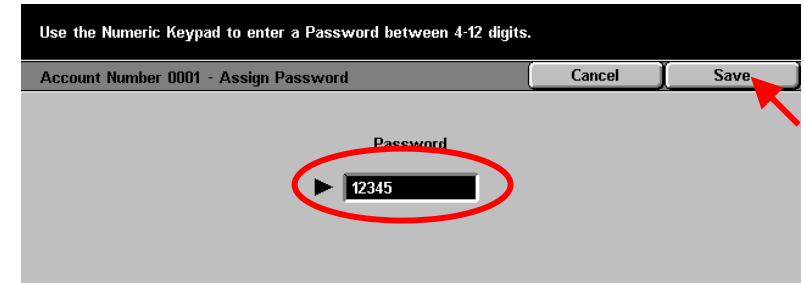 Use the Numeric Keypad to enter a Password between 4-12 digits.
Account Number 0001 - Assign Password Cancel Save
Password
12345